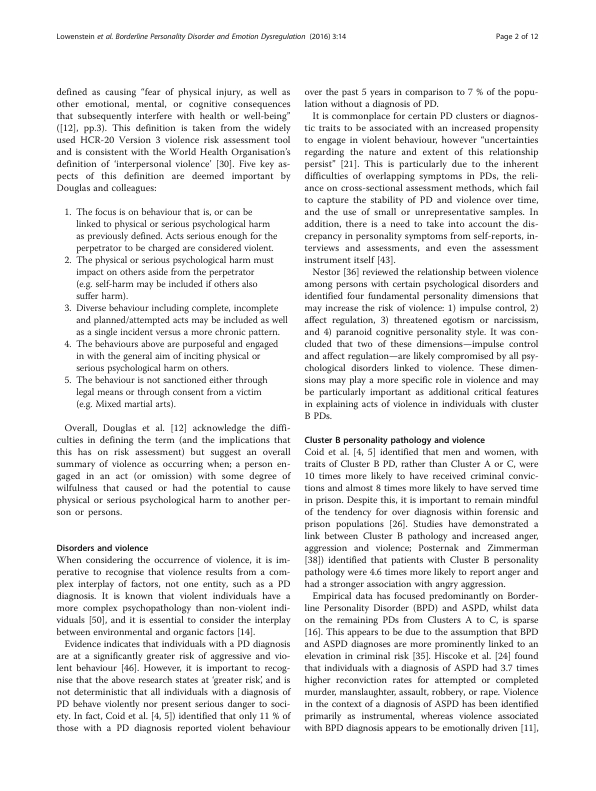 Lowenstein et al. Borderline Personality Disorder and Emotion Dysregulation (2016) 3:14
Page 2 of 12
defined as causing “fear of physical injury, as well as
other emotional, mental, or cognitive consequences
that subsequently interfere with health or well-being”
([12], pp.3). This definition is taken from the widely
used HCR-20 Version 3 violence risk assessment tool
and is consistent with the World Health Organisation’s
definition of ‘interpersonal violence’ [30]. Five key as-
pects of this definition are deemed important by
Douglas and colleagues:
1. The focus is on behaviour that is, or can be
linked to physical or serious psychological harm
as previously defined. Acts serious enough for the
perpetrator to be charged are considered violent.
2. The physical or serious psychological harm must
impact on others aside from the perpetrator
(e.g. self-harm may be included if others also
suffer harm).
3. Diverse behaviour including complete, incomplete
and planned/attempted acts may be included as well
as a single incident versus a more chronic pattern.
4. The behaviours above are purposeful and engaged
in with the general aim of inciting physical or
serious psychological harm on others.
5. The behaviour is not sanctioned either through
legal means or through consent from a victim
(e.g. Mixed martial arts).
Overall, Douglas et al. [12] acknowledge the diffi-
culties in defining the term (and the implications that
this has on risk assessment) but suggest an overall
summary of violence as occurring when; a person en-
gaged in an act (or omission) with some degree of
wilfulness that caused or had the potential to cause
physical or serious psychological harm to another per-
son or persons.
Disorders and violence
When considering the occurrence of violence, it is im-
perative to recognise that violence results from a com-
plex interplay of factors, not one entity, such as a PD
diagnosis. It is known that violent individuals have a
more complex psychopathology than non-violent indi-
viduals [50], and it is essential to consider the interplay
between environmental and organic factors [14].
Evidence indicates that individuals with a PD diagnosis
are at a significantly greater risk of aggressive and vio-
lent behaviour [46]. However, it is important to recog-
nise that the above research states at ‘greater risk’, and is
not deterministic that all individuals with a diagnosis of
PD behave violently nor present serious danger to soci-
ety. In fact, Coid et al. [4, 5]) identified that only 11 % of
those with a PD diagnosis reported violent behaviour
over the past 5 years in comparison to 7 % of the popu-
lation without a diagnosis of PD.
It is commonplace for certain PD clusters or diagnos-
tic traits to be associated with an increased propensity
to engage in violent behaviour, however “uncertainties
regarding the nature and extent of this relationship
persist” [21]. This is particularly due to the inherent
difficulties of overlapping symptoms in PDs, the reli-
ance on cross-sectional assessment methods, which fail
to capture the stability of PD and violence over time,
and the use of small or unrepresentative samples. In
addition, there is a need to take into account the dis-
crepancy in personality symptoms from self-reports, in-
terviews and assessments, and even the assessment
instrument itself [43].
Nestor [36] reviewed the relationship between violence
among persons with certain psychological disorders and
identified four fundamental personality dimensions that
may increase the risk of violence: 1) impulse control, 2)
affect regulation, 3) threatened egotism or narcissism,
and 4) paranoid cognitive personality style. It was con-
cluded that two of these dimensions—impulse control
and affect regulation—are likely compromised by all psy-
chological disorders linked to violence. These dimen-
sions may play a more specific role in violence and may
be particularly important as additional critical features
in explaining acts of violence in individuals with cluster
B PDs.
Cluster B personality pathology and violence
Coid et al. [4, 5] identified that men and women, with
traits of Cluster B PD, rather than Cluster A or C, were
10 times more likely to have received criminal convic-
tions and almost 8 times more likely to have served time
in prison. Despite this, it is important to remain mindful
of the tendency for over diagnosis within forensic and
prison populations [26]. Studies have demonstrated a
link between Cluster B pathology and increased anger,
aggression and violence; Posternak and Zimmerman
[38]) identified that patients with Cluster B personality
pathology were 4.6 times more likely to report anger and
had a stronger association with angry aggression.
Empirical data has focused predominantly on Border-
line Personality Disorder (BPD) and ASPD, whilst data
on the remaining PDs from Clusters A to C, is sparse
[16]. This appears to be due to the assumption that BPD
and ASPD diagnoses are more prominently linked to an
elevation in criminal risk [35]. Hiscoke et al. [24] found
that individuals with a diagnosis of ASPD had 3.7 times
higher reconviction rates for attempted or completed
murder, manslaughter, assault, robbery, or rape. Violence
in the context of a diagnosis of ASPD has been identified
primarily as instrumental, whereas violence associated
with BPD diagnosis appears to be emotionally driven [11],